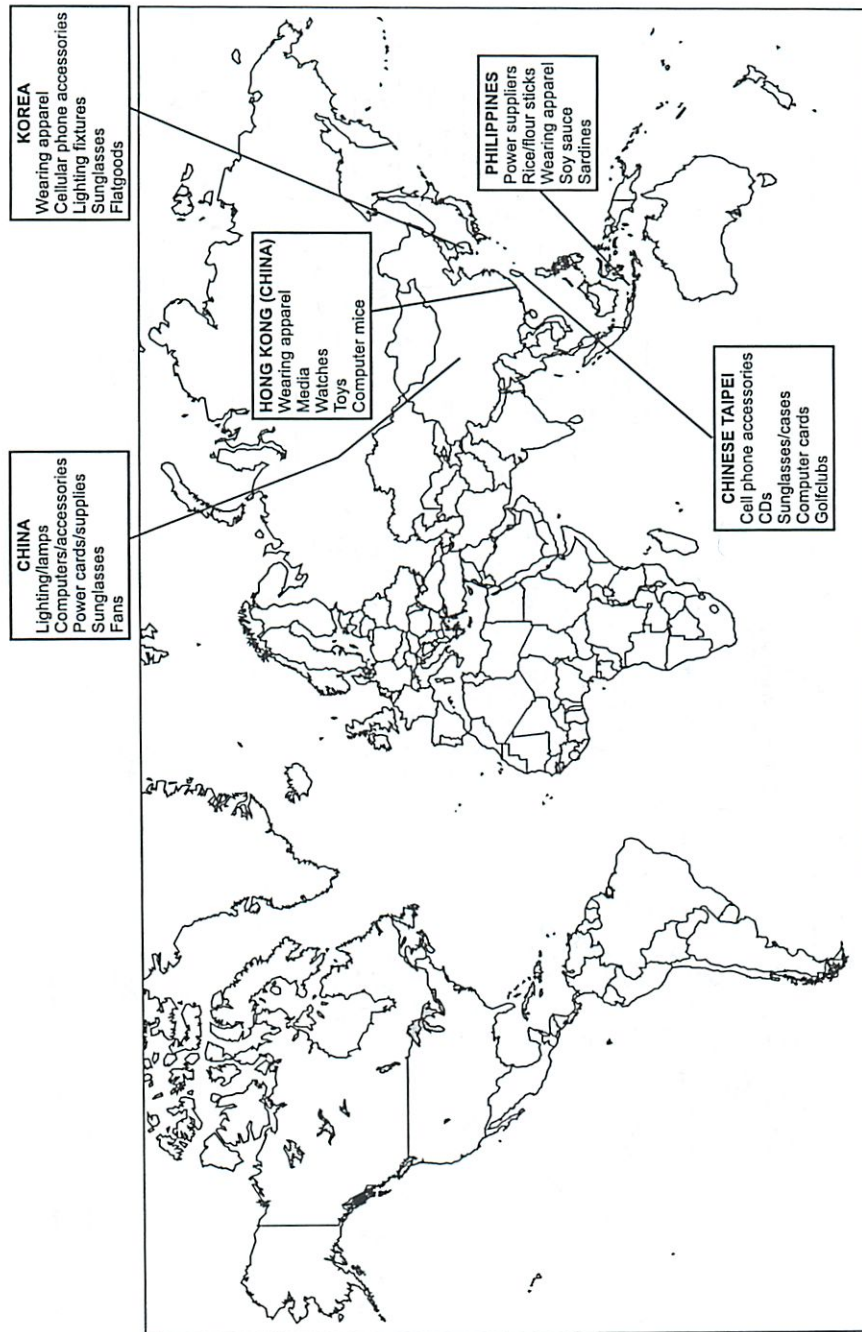 CHINA
Lighting/lamps
Computers/accessories
Power cards/supplies
Sunglasses
Fans
HONG KONG (CHINA)
Wearing apparel
Media
Watches
Toys
Computer mice
KOREA
Wearing apparel
Cellular phone accessories
Lighting fixtures
Sunglasses
Flatgoods
CHINESE TAIPEI
Cell phone accessories
CDs
Sunglasses/cases
Computer cards
Golfclubs
PHILIPPINES
Power suppliers
Rice/flour sticks
Wearing apparel
Soy sauce
Sardines